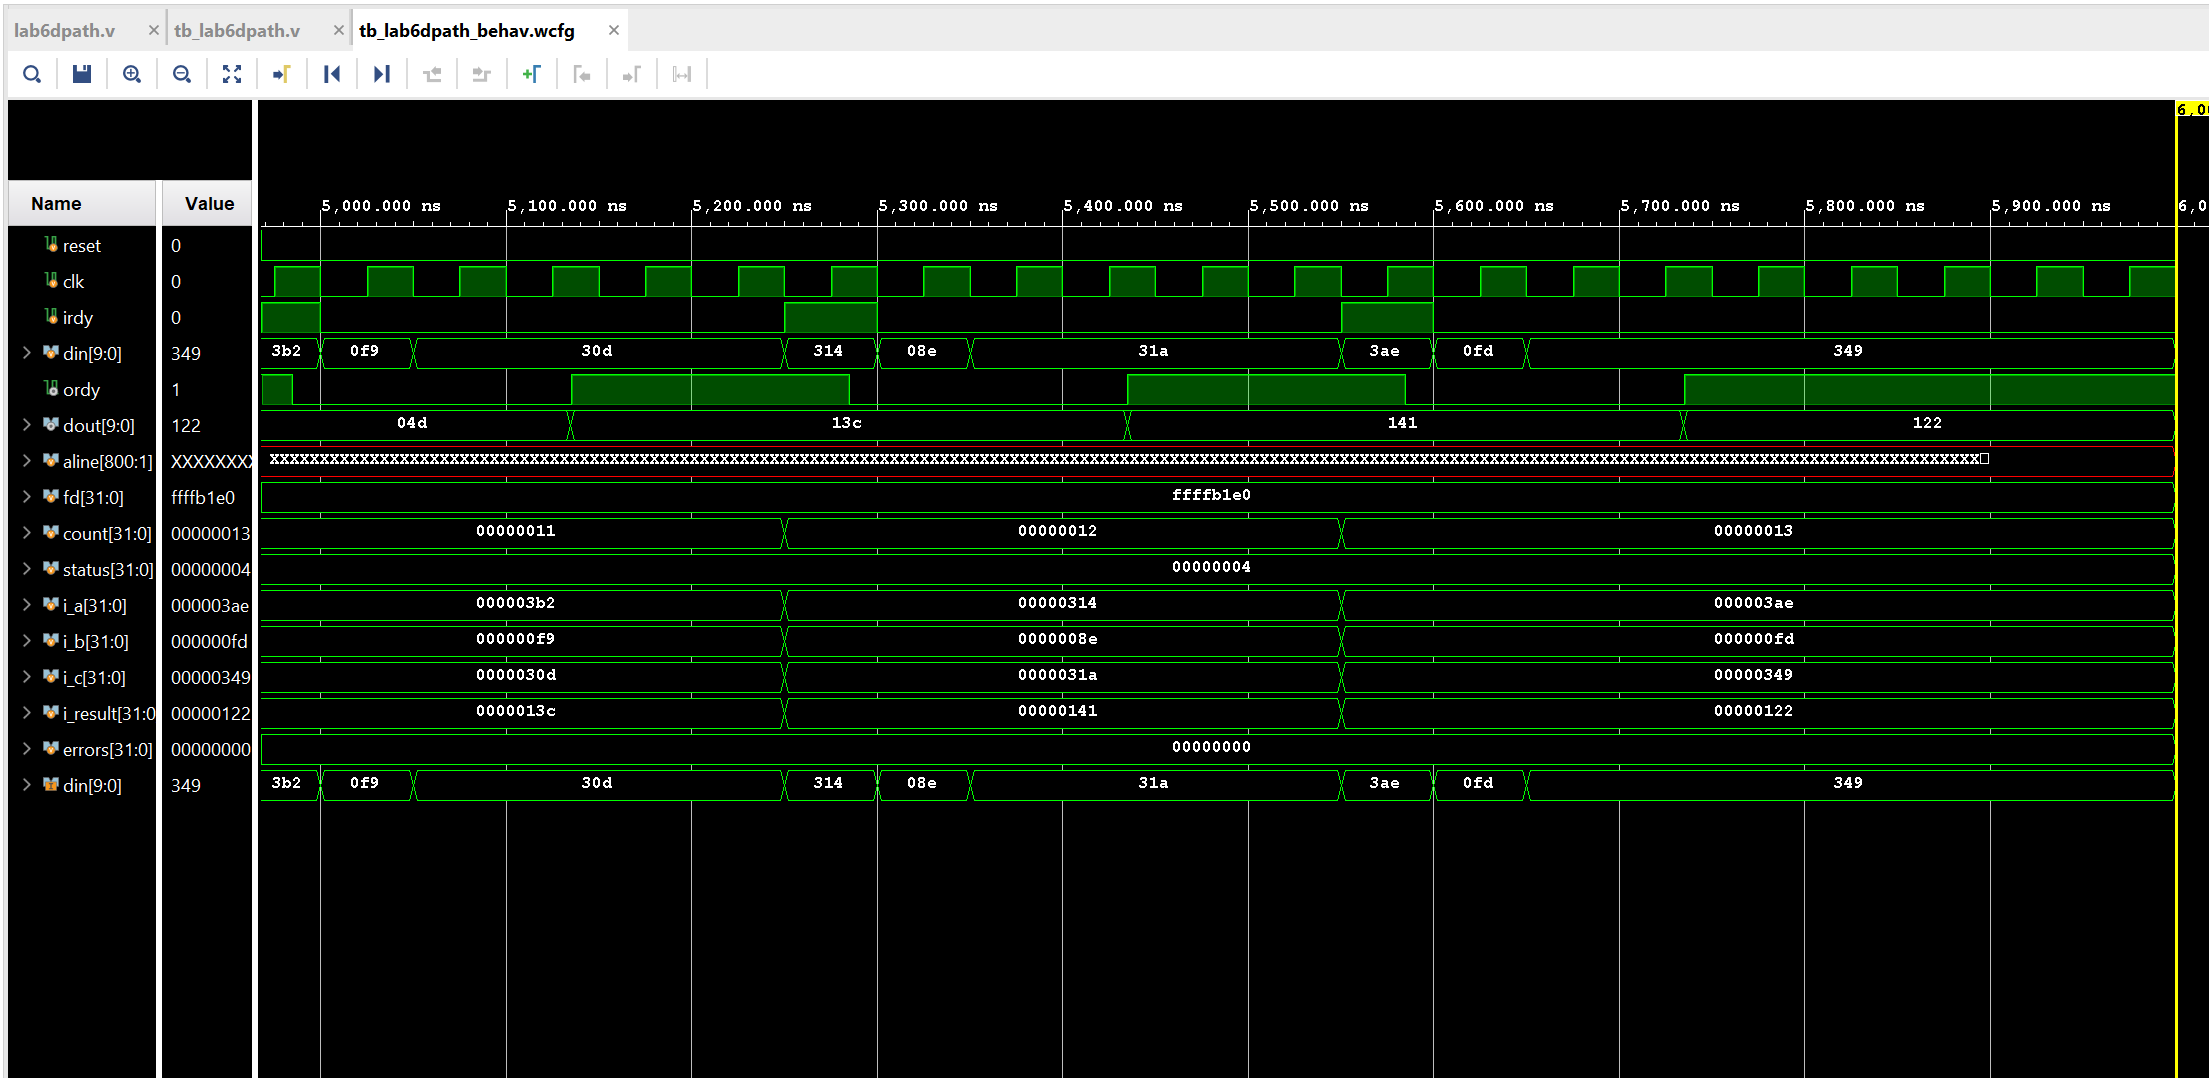 lab6dpath.v × tb_lab6dpath.v × tb_lab6dpath_behav.wcfg ×
6,0
Name Value 5,000.000 ns 5,100.000 ns 5,200.000 ns 5,300.000 ns 5,400.000 ns 5,500.000 ns 5,600.000 ns 5,700.000 ns 5,800.000 ns 5,900.000 ns 6,0
reset 0
clk 0
irdy 0
din[9:0] 349 3b2 0f9 30d 314 08e 31a 3ae 0fd 349
ordy 1
dout[9:0] 122 04d 13c 141 122
aline[800:1]
fd[31:0] ffffb1e0 ffffb1e0
count[31:0] 00000013 00000011 00000012 00000013
status[31:0] 00000004 00000004
i_a[31:0] 000003ae 000003b2 00000314 000003ae
i_b[31:0] 000000fd 000000f9 0000008e 000000fd
i_c[31:0] 00000349 0000030d 0000031a 00000349
i_result[31:0 00000122 0000013c 00000141 00000122
errors[31:0] 00000000 00000000
din[9:0] 349 3b2 0f9 30d 314 08e 31a 3ae 0fd 349